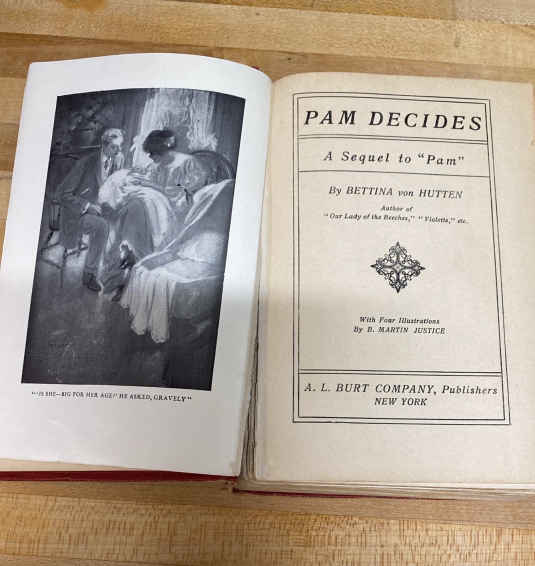 "'IS SHE—BIG FOR HER AGE?' HE ASKED, GRAVELY"
PAM DECIDES
A Sequel to "Pam"
By BETTINA von HUTTEN
Author of
"Our Lady of the Beeches," "Violette," etc.
With Four Illustrations
By B. MARTIN JUSTICE
A. L. BURT COMPANY, Publishers
NEW YORK